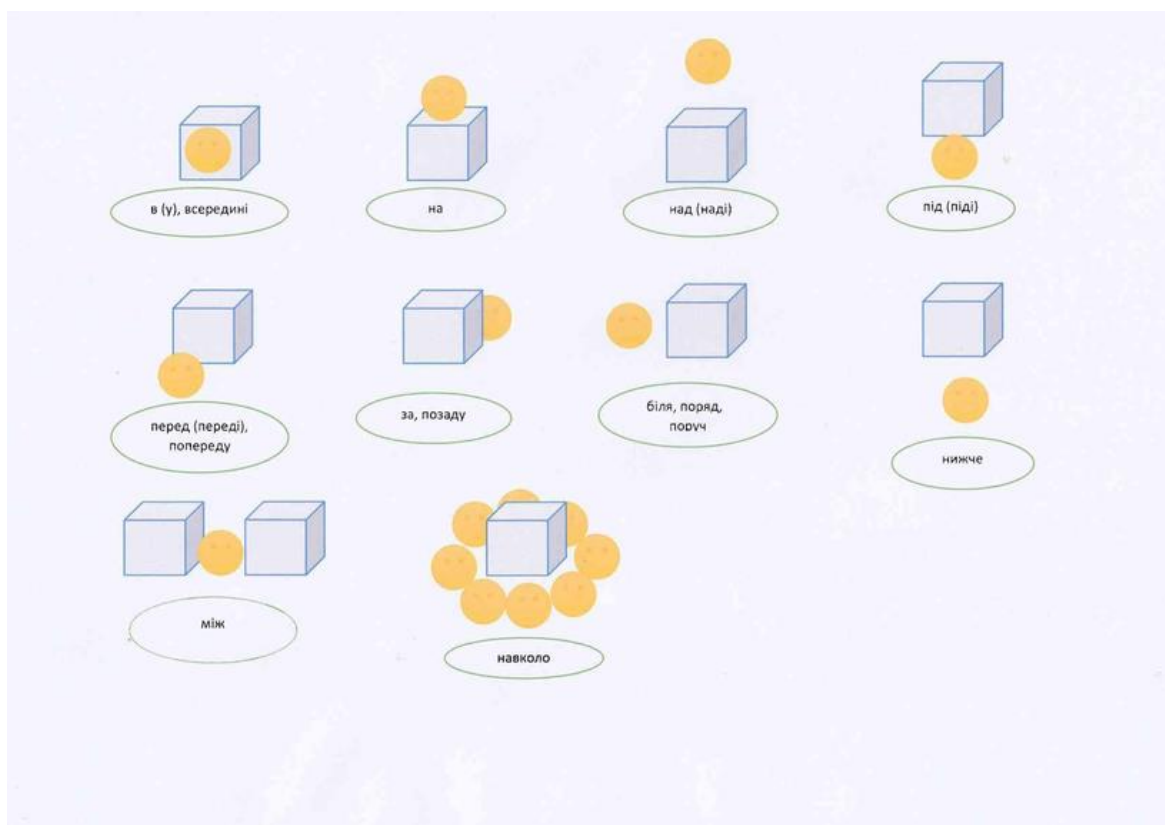 в (у), всередині
на
над (наді)
під (піді)
перед (переді),
попереду
за, позаду
біля, поряд,
поруч
нижче
між
навколо